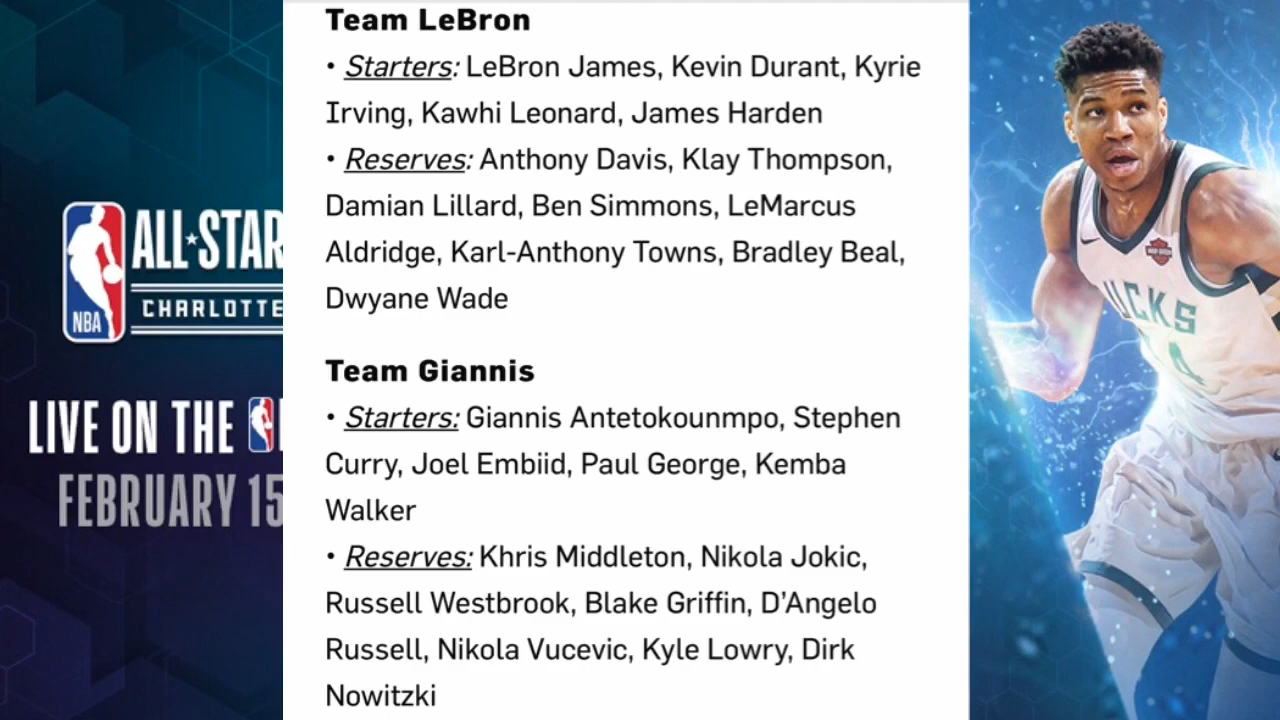 Team LeBron
• Starters: LeBron James, Kevin Durant, Kyrie
Irving, Kawhi Leonard, James Harden
• Reserves: Anthony Davis, Klay Thompson,
Damian Lillard, Ben Simmons, LeMarcus
Aldridge, Karl-Anthony Towns, Bradley Beal,
Dwyane Wade
Team Giannis
• Starters: Giannis Antetokounmpo, Stephen
Curry, Joel Embiid, Paul George, Kemba
Walker
• Reserves: Khris Middleton, Nikola Jokic,
Russell Westbrook, Blake Griffin, D'Angelo
Russell, Nikola Vucevic, Kyle Lowry, Dirk
Nowitzki
NBA
ALL★STAR
CHARLOTTE
LIVE ON THE
FEBRUARY 15
UCKS